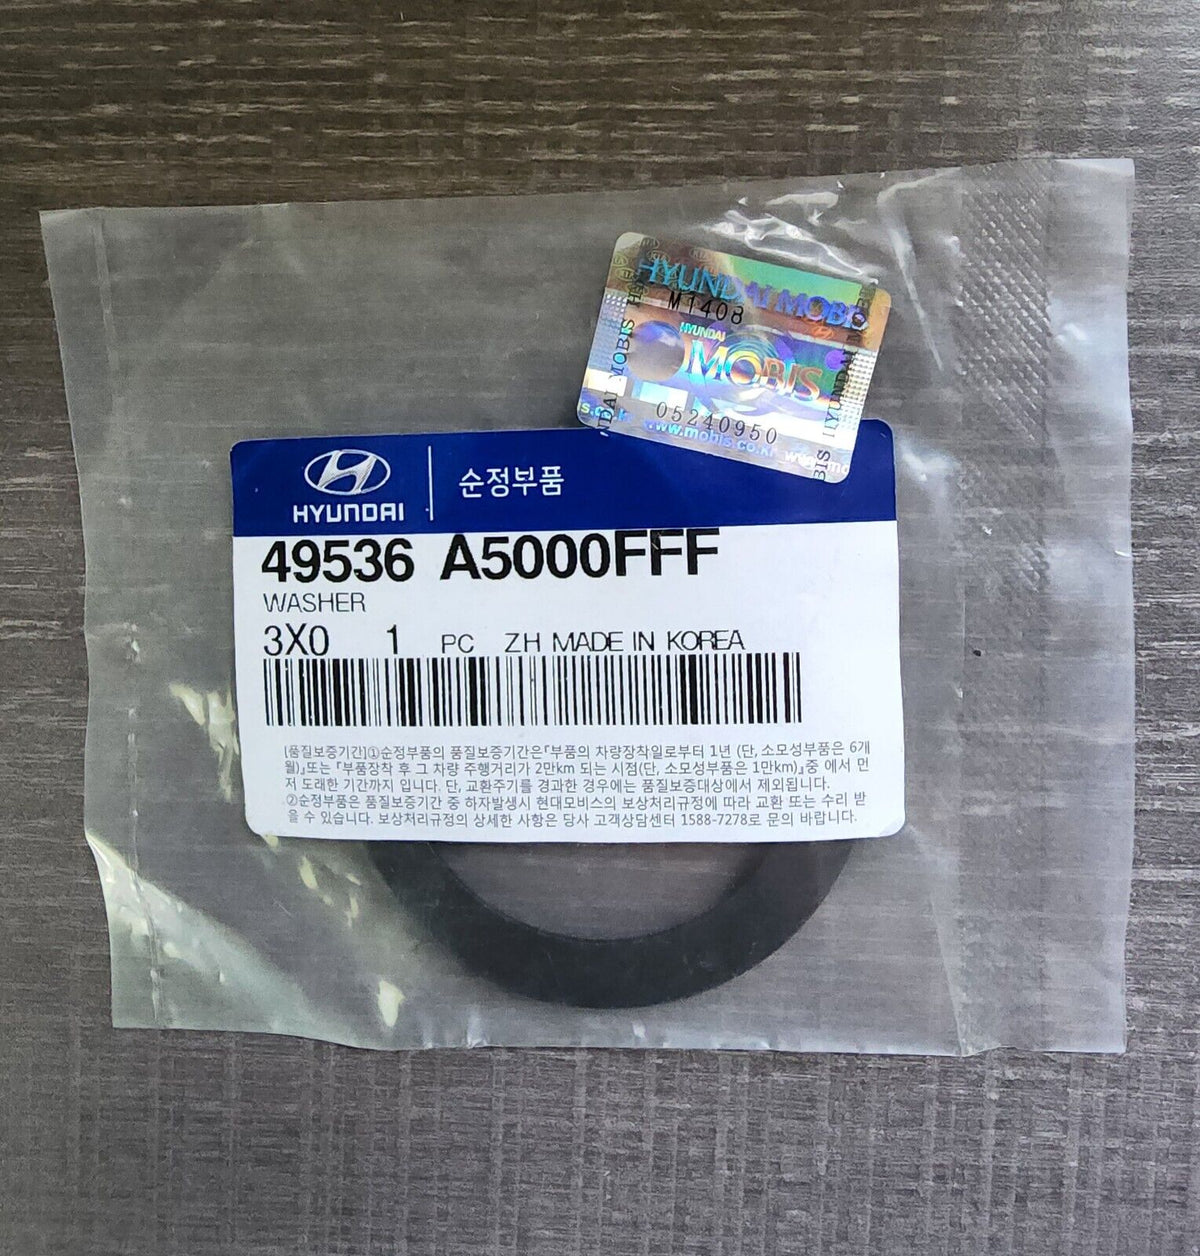 HYUNDAI MOBIS
M1408
HYUNDAI
MOBIS
05240950
www.mobis.co.kr
HYUNDAI
순정부품
49536 A5000FFF
WASHER
3X0 1 PC ZH MADE IN KOREA
[품질보증기간]①순정부품의 품질보증기간은「부품의 차량장착일로부터 1년 (단, 소모성부품은 6개
월)」또는 「부품장착 후 그 차량 주행거리가 2만km 되는 시점(단, 소모성부품은 1만km)」중 에서 먼
저 도래한 기간까지 입니다. 단, 교환주기를 경과한 경우에는 품질보증대상에서 제외됩니다.
②순정부품은 품질보증기간 중 하자발생시 현대모비스의 보상처리규정에 따라 교환 또는 수리 받
을 수 있습니다. 보상처리규정의 상세한 사항은 당사 고객상담센터 1588-7278로 문의 바랍니다.